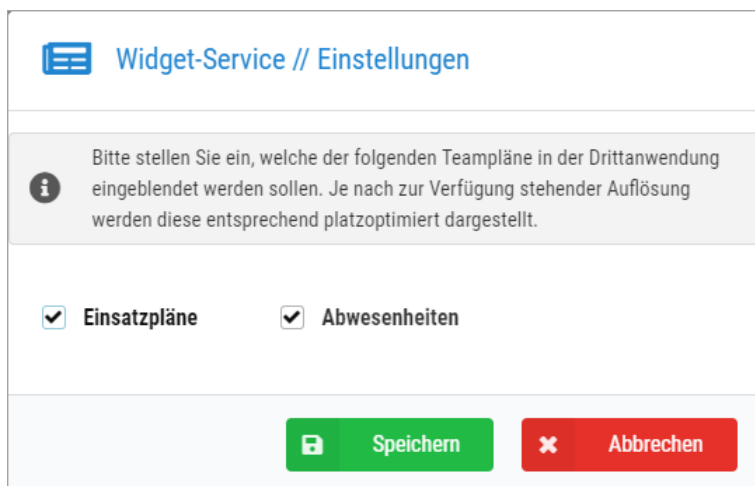 Widget-Service // Einstellungen
Bitte stellen Sie ein, welche der folgenden Teampläne in der Drittanwendung
eingeblendet werden sollen. Je nach zur Verfügung stehender Auflösung
werden diese entsprechend platzoptimiert dargestellt.
Einsatzpläne Abwesenheiten
Speichern Abbrechen